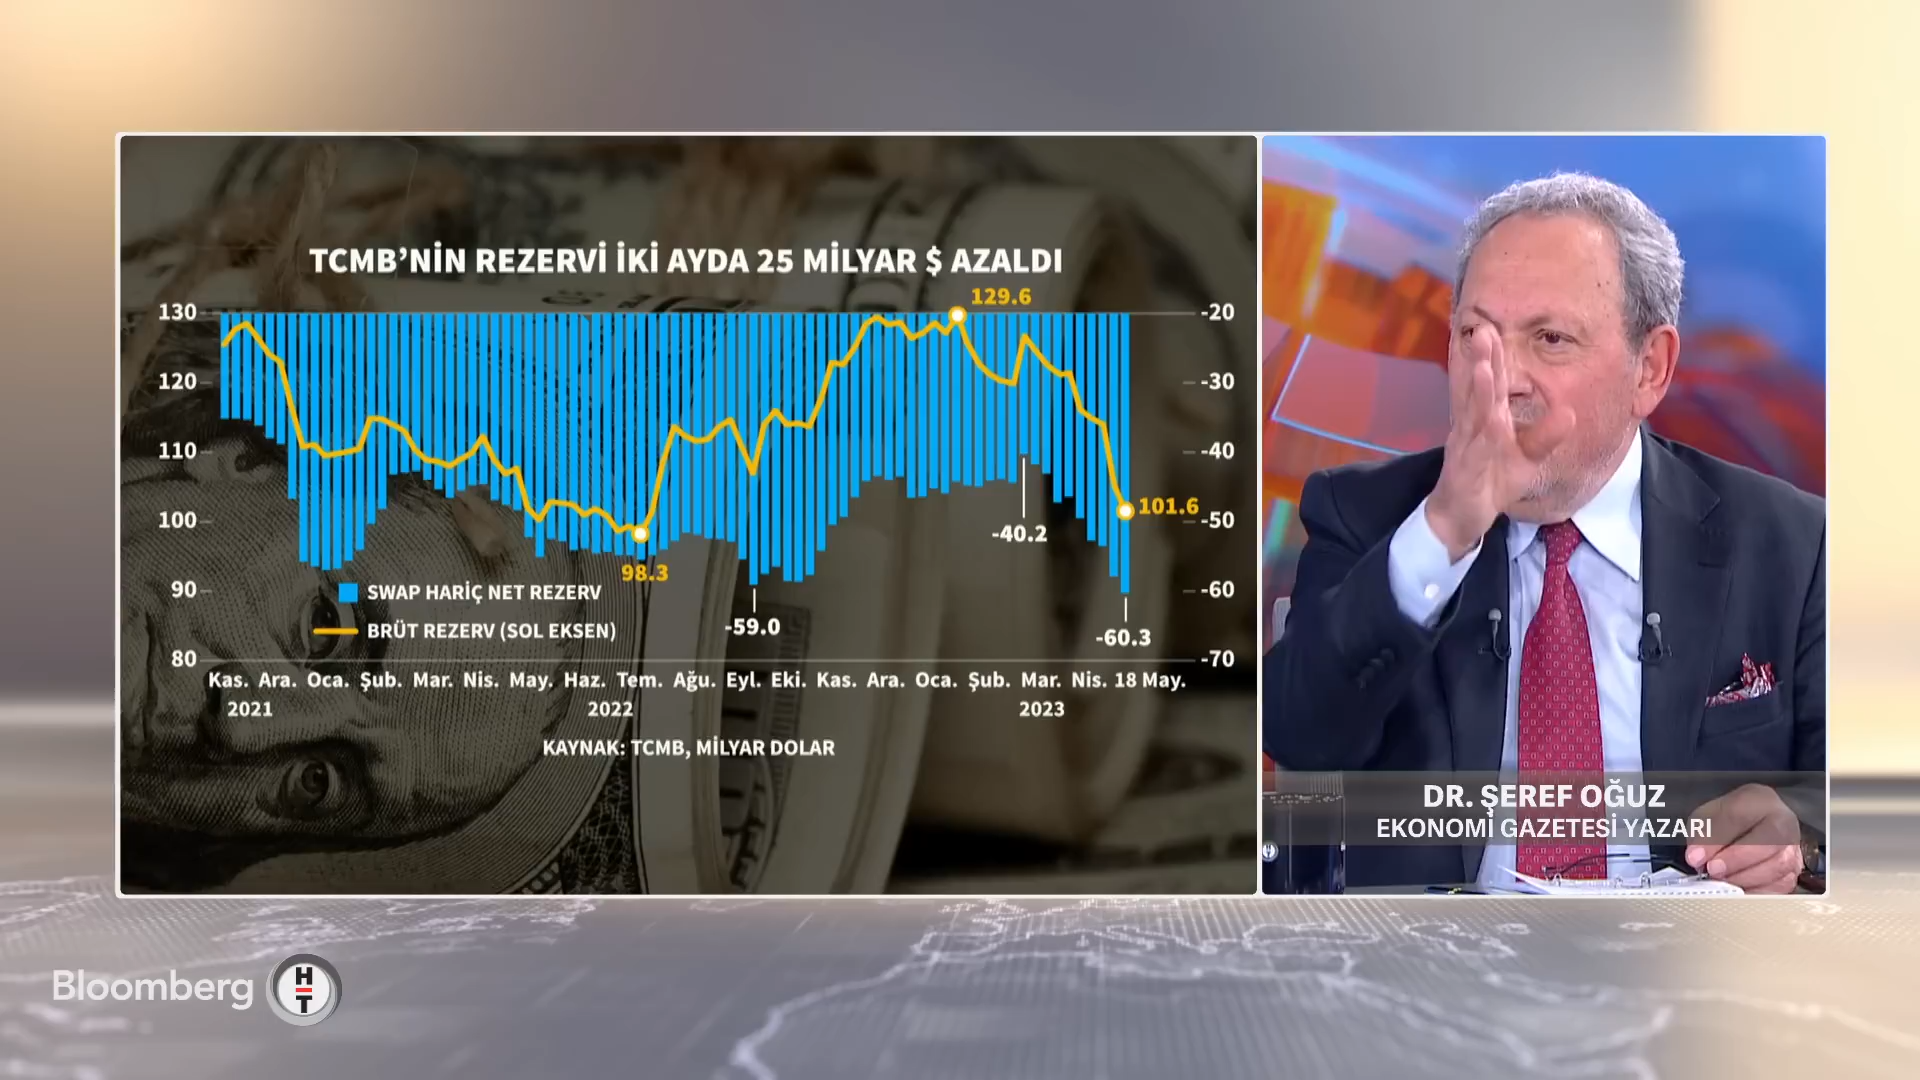 TCMB'NİN REZERVİ İKİ AYDA 25 MİLYAR $ AZALDI
129.6
130
-20
120
-30
110
-40
100
-50
101.6
-40.2
98.3
90
-60
SWAP HARİÇ NET REZERV
-59.0
BRÜT REZERV (SOL EKSEN)
-60.3
80
-70
Kas. Ara. Oca. Şub. Mar. Nis. May. Haz. Tem. Ağu. Eyl. Eki. Kas. Ara. Oca. Şub. Mar. Nis. 18 May.
2021 2022 2023
KAYNAK: TCMB, MİLYAR DOLAR
DR. ŞEREF OĞUZ
EKONOMİ GAZETESİ YAZARI
Bloomberg HT